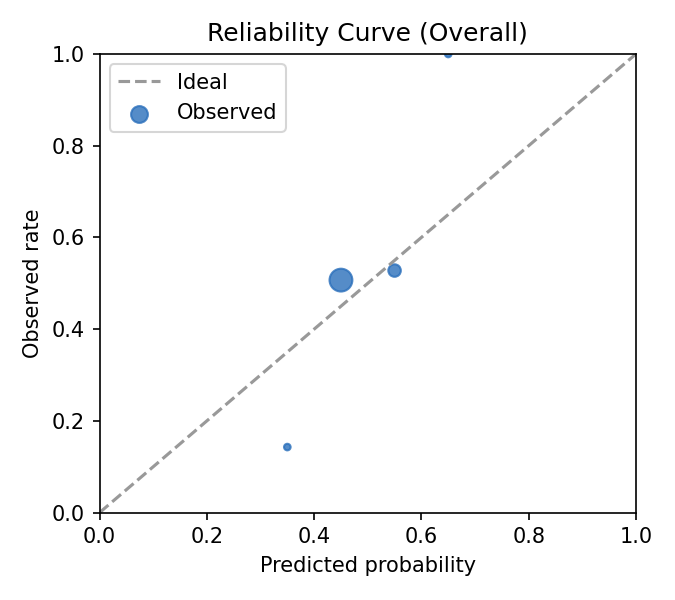 Reliability Curve (Overall)
Ideal
Observed
Observed rate
1.0
0.8
0.6
0.4
0.2
0.0
0.0 0.2 0.4 0.6 0.8 1.0
Predicted probability